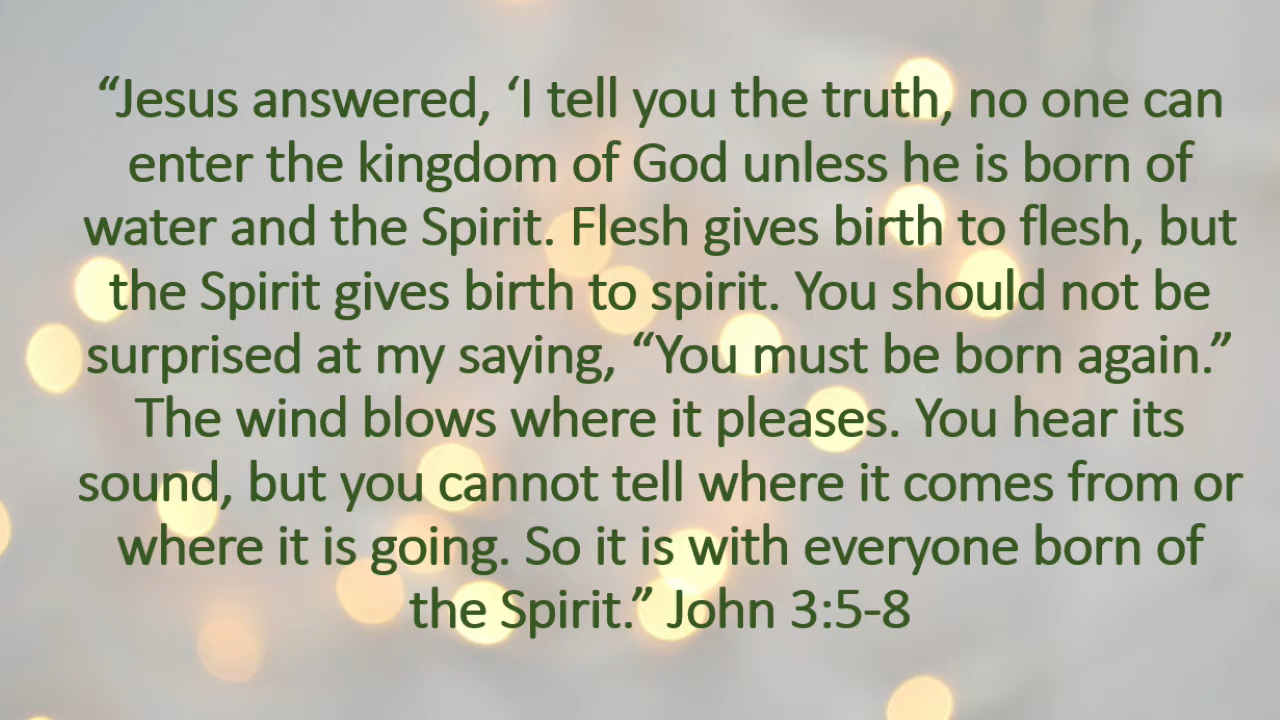 “Jesus answered, ‘I tell you the truth, no one can
enter the kingdom of God unless he is born of
water and the Spirit. Flesh gives birth to flesh, but
the Spirit gives birth to spirit. You should not be
surprised at my saying, “You must be born again.”
The wind blows where it pleases. You hear its
sound, but you cannot tell where it comes from or
where it is going. So it is with everyone born of
the Spirit.” John 3:5-8